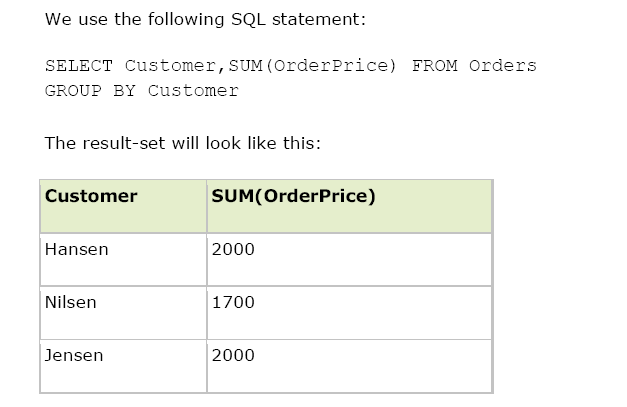 We use the following SQL statement:
SELECT Customer,SUM(OrderPrice) FROM Orders
GROUP BY Customer
The result-set will look like this:
Customer SUM(OrderPrice)
Hansen 2000
Nilsen 1700
Jensen 2000